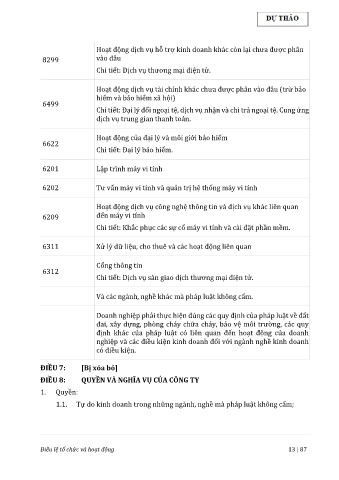 DỰ THẢO
8299
Hoạt động dịch vụ hỗ trợ kinh doanh khác còn lại chưa được phân
vào đâu
Chi tiết: Dịch vụ thương mại điện tử.
6499
Hoạt động dịch vụ tài chính khác chưa được phân vào đâu (trừ bảo
hiểm và bảo hiểm xã hội)
Chi tiết: Đại lý đổi ngoại tệ, dịch vụ nhận và chi trả ngoại tệ. Cung ứng
dịch vụ trung gian thanh toán.
6622
Hoạt động của đại lý và môi giới bảo hiểm
Chi tiết: Đại lý bảo hiểm.
6201 Lập trình máy vi tính
6202 Tư vấn máy vi tính và quản trị hệ thống máy vi tính
6209
Hoạt động dịch vụ công nghệ thông tin và dịch vụ khác liên quan
đến máy vi tính
Chi tiết: Khắc phục các sự cố máy vi tính và cài đặt phần mềm.
6311 Xử lý dữ liệu, cho thuê và các hoạt động liên quan
6312
Cổng thông tin
Chi tiết: Dịch vụ sàn giao dịch thương mại điện tử.
Và các ngành, nghề khác mà pháp luật không cấm.
Doanh nghiệp phải thực hiện đúng các quy định của pháp luật về đất
đai, xây dựng, phòng cháy chữa cháy, bảo vệ môi trường, các quy
định khác của pháp luật có liên quan đến hoạt động của doanh
nghiệp và các điều kiện kinh doanh đối với ngành nghề kinh doanh
có điều kiện.
ĐIỀU 7: [Bị xóa bỏ]
ĐIỀU 8: QUYỀN VÀ NGHĨA VỤ CỦA CÔNG TY
1. Quyền:
1.1. Tự do kinh doanh trong những ngành, nghề mà pháp luật không cấm;
Điều lệ tổ chức và hoạt động 13 | 87